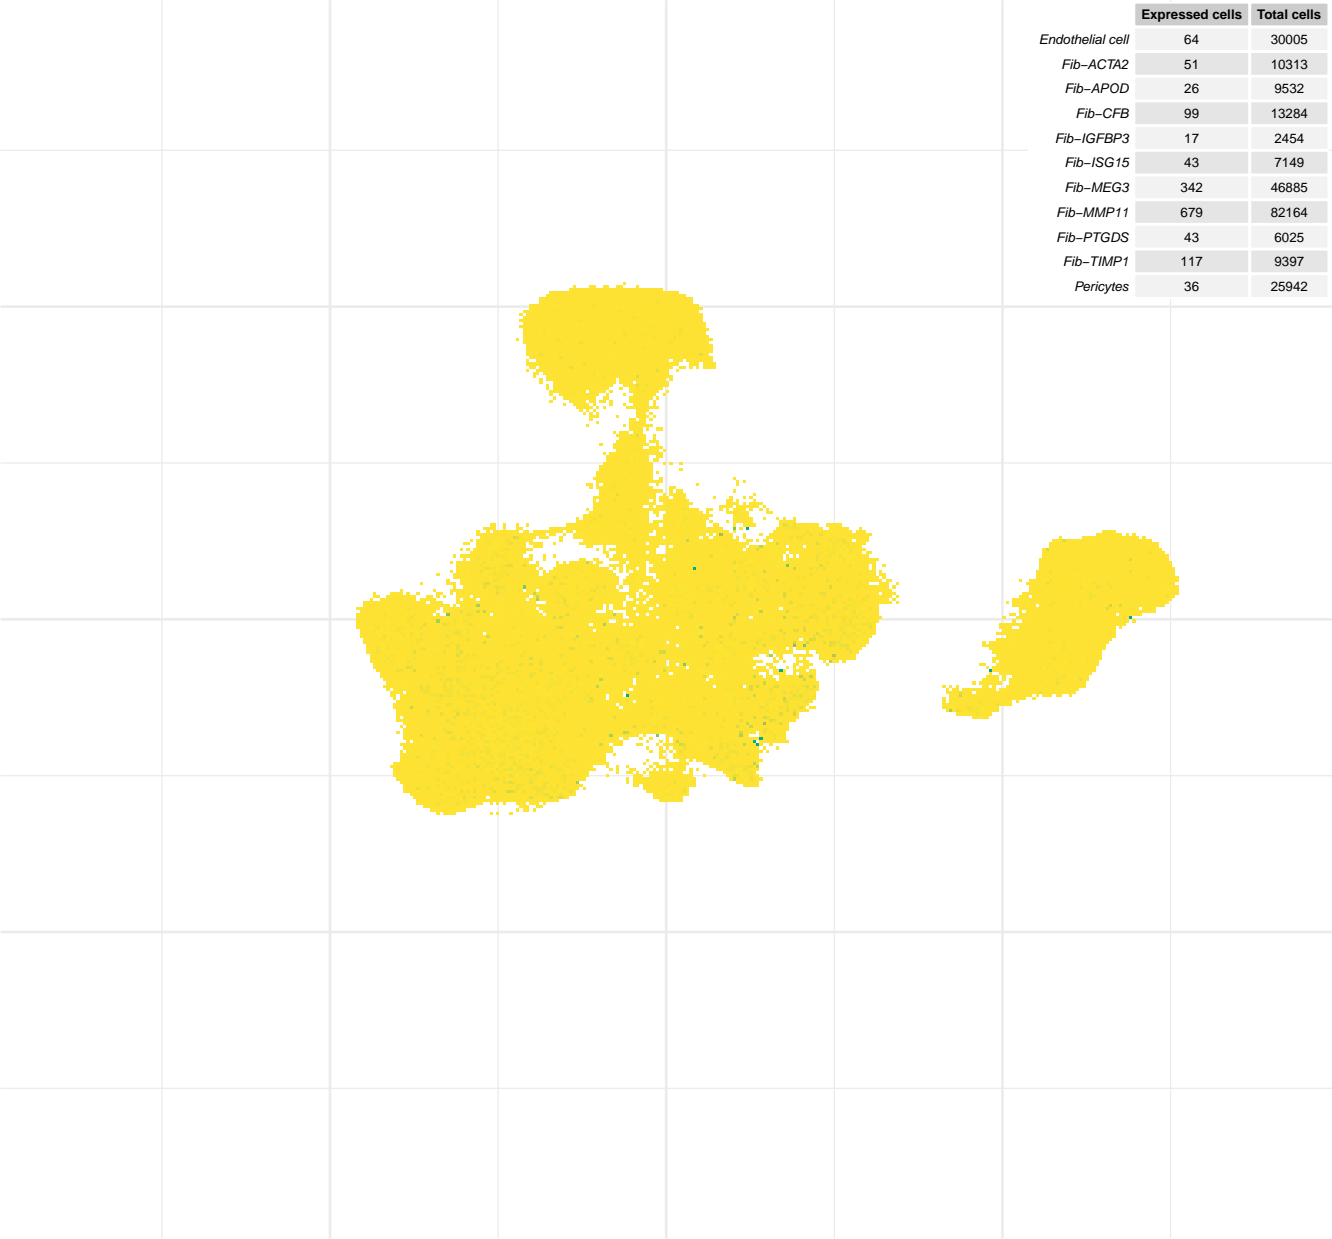 Expressed cells Total cells
Endothelial cell 64 30005
Fib−ACTA2 51 10313
Fib−APOD 26 9532
Fib−CFB 99 13284
Fib−IGFBP3 17 2454
Fib−ISG15 43 7149
Fib−MEG3 342 46885
Fib−MMP11 679 82164
Fib−PTGDS 43 6025
Fib−TIMP1 117 9397
Pericytes 36 25942